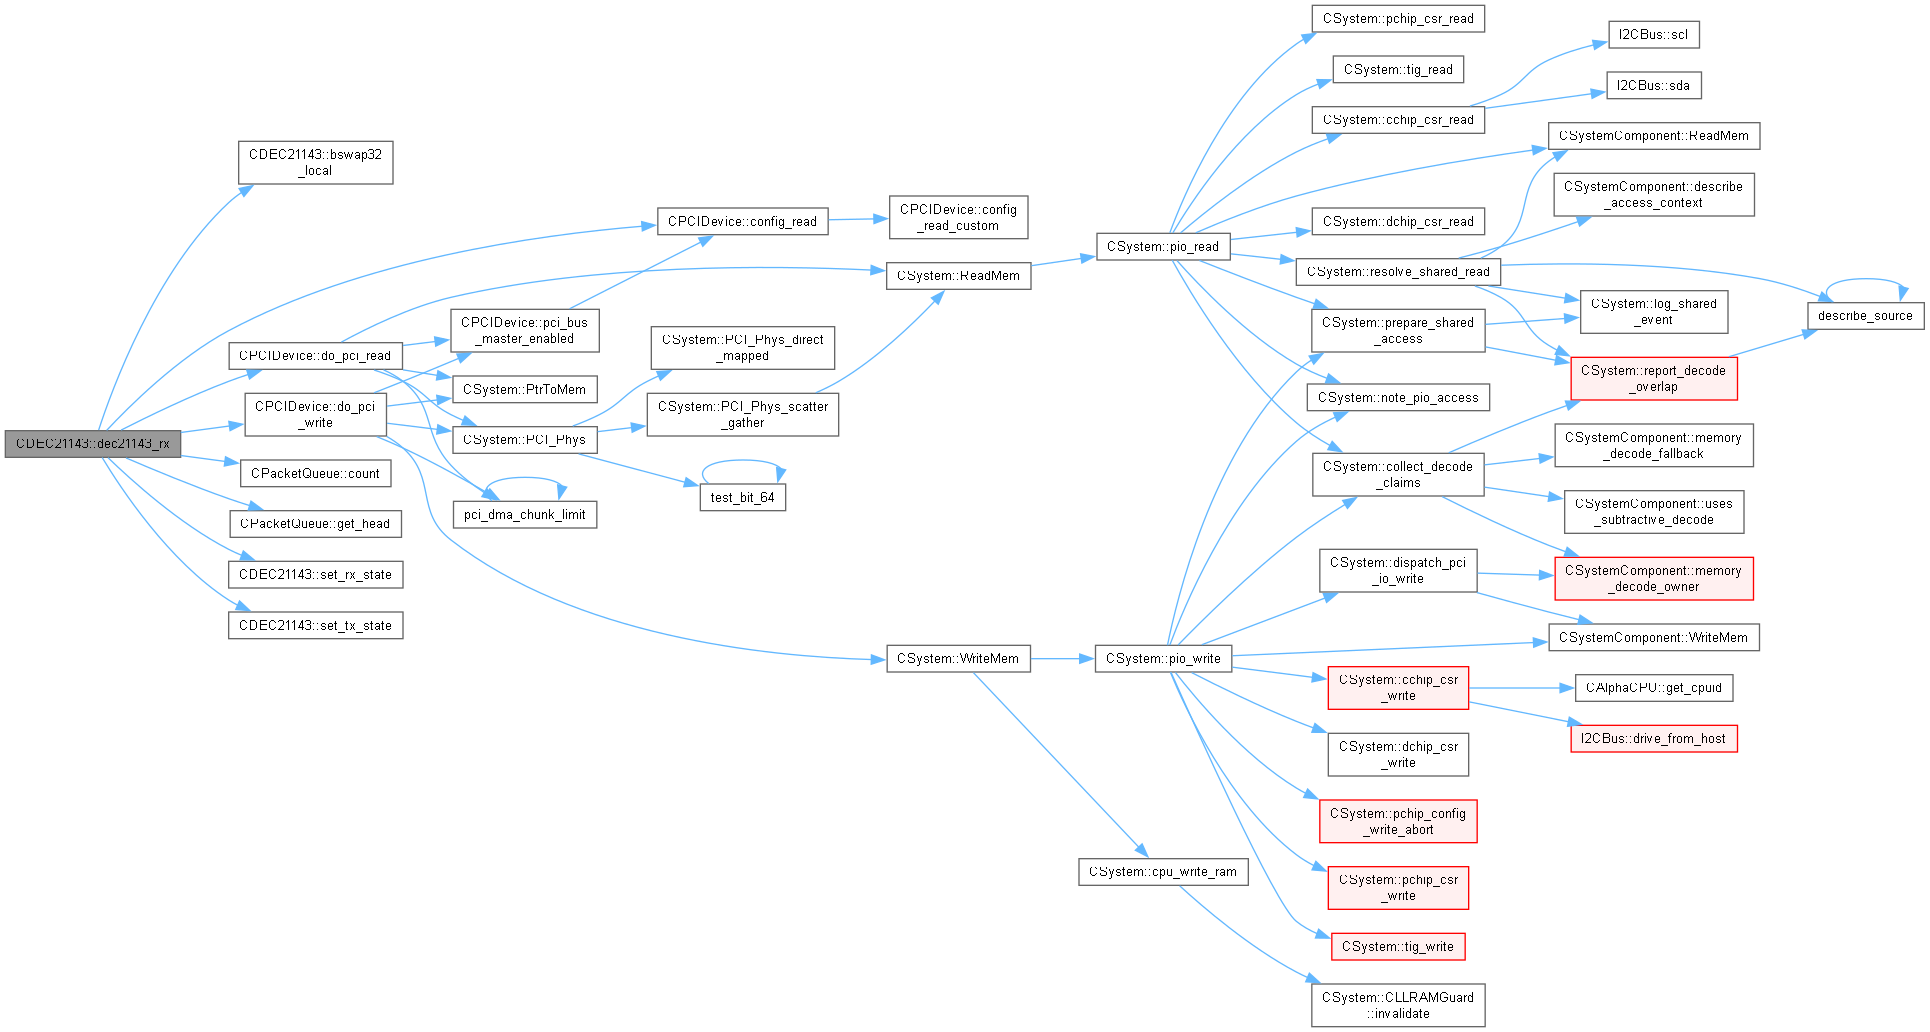 CDEC21143::dec21143_rx
CDEC21143::bswap32
_local
CPCIDevice::do_pci_read
CPCIDevice::do_pci
_write
CPacketQueue::count
CPacketQueue::get_head
CDEC21143::set_rx_state
CDEC21143::set_tx_state
CPCIDevice::pci_bus
_master_enabled
CSystem::PtrToMem
CSystem::PCI_Phys
pci_dma_chunk_limit
CPCIDevice::config_read
CSystem::PCI_Phys_direct
_mapped
CSystem::PCI_Phys_scatter
_gather
test_bit_64
CPCIDevice::config
_read_custom
CSystem::ReadMem
CSystem::WriteMem
CSystem::pio_read
CSystem::pio_write
CSystem::cpu_write_ram
CSystem::pchip_csr_read
CSystem::tig_read
CSystem::cchip_csr_read
CSystem::dchip_csr_read
CSystem::resolve_shared_read
CSystem::prepare_shared
_access
CSystem::note_pio_access
CSystem::collect_decode
_claims
CSystem::dispatch_pci
_io_write
CSystem::cchip_csr
_write
CSystem::dchip_csr
_write
CSystem::pchip_config
_write_abort
CSystem::pchip_csr
_write
CSystem::tig_write
CSystem::CLLRAMGuard
::invalidate
I2CBus::scl
I2CBus::sda
CSystemComponent::ReadMem
CSystemComponent::describe
_access_context
CSystem::log_shared
_event
CSystem::report_decode
_overlap
CSystemComponent::memory
_decode_fallback
CSystemComponent::uses
_subtractive_decode
CSystemComponent::memory
_decode_owner
CSystemComponent::WriteMem
CAlphaCPU::get_cpuid
I2CBus::drive_from_host
describe_source